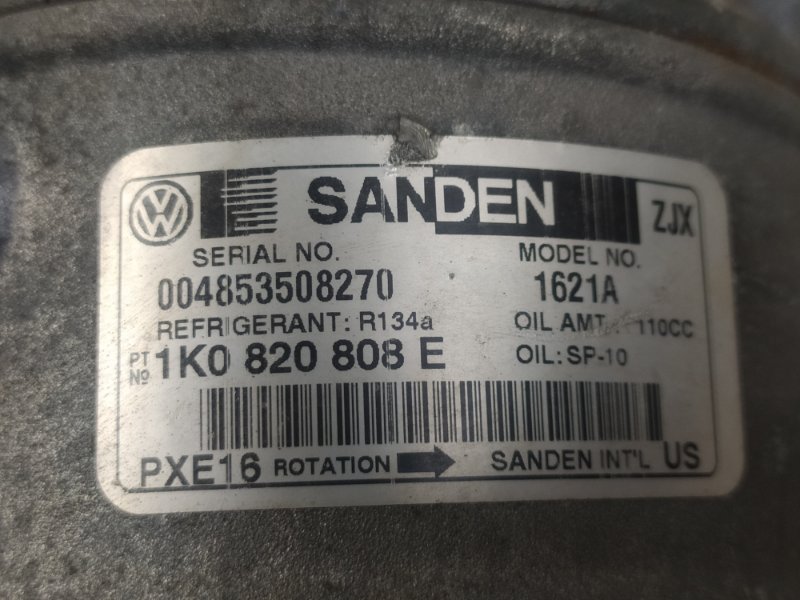 VW SANDEN ZJX
SERIAL NO. MODEL NO.
004853508270 1621A
REFRIGERANT: R134a OIL AMT : 110CC
PT NO 1K0 820 808 E OIL: SP-10
PXE16 ROTATION SANDEN INT'L US